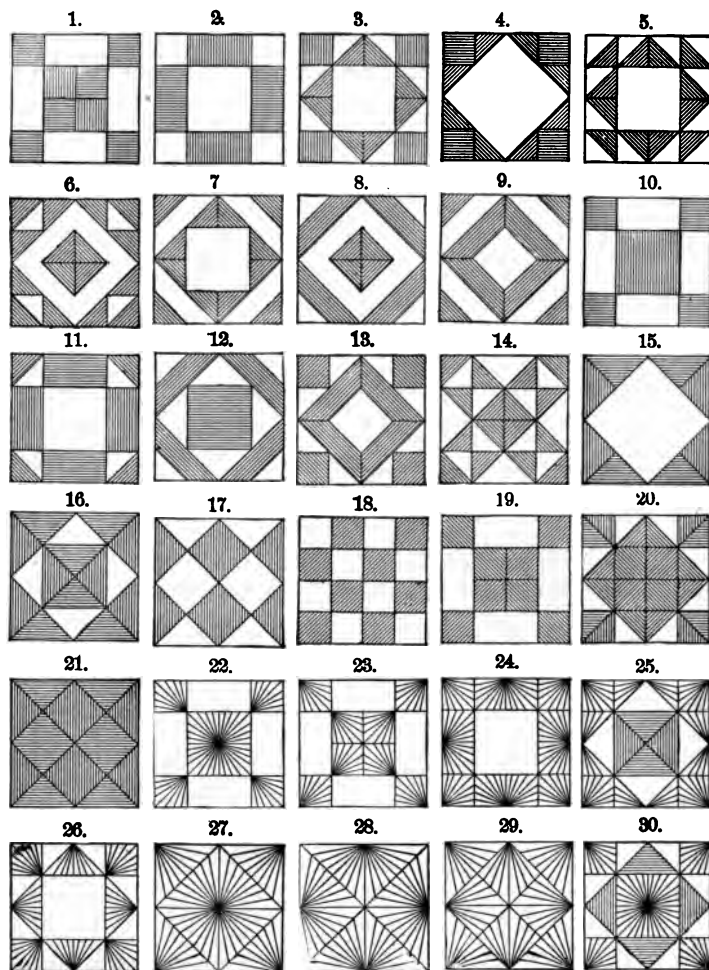 1. 2. 3. 4. 5.
6. 7 8. 9. 10.
11. 12. 13. 14. 15.
16. 17. 18. 19. 20.
21. 22. 23. 24. 25.
26. 27. 28. 29. 30.